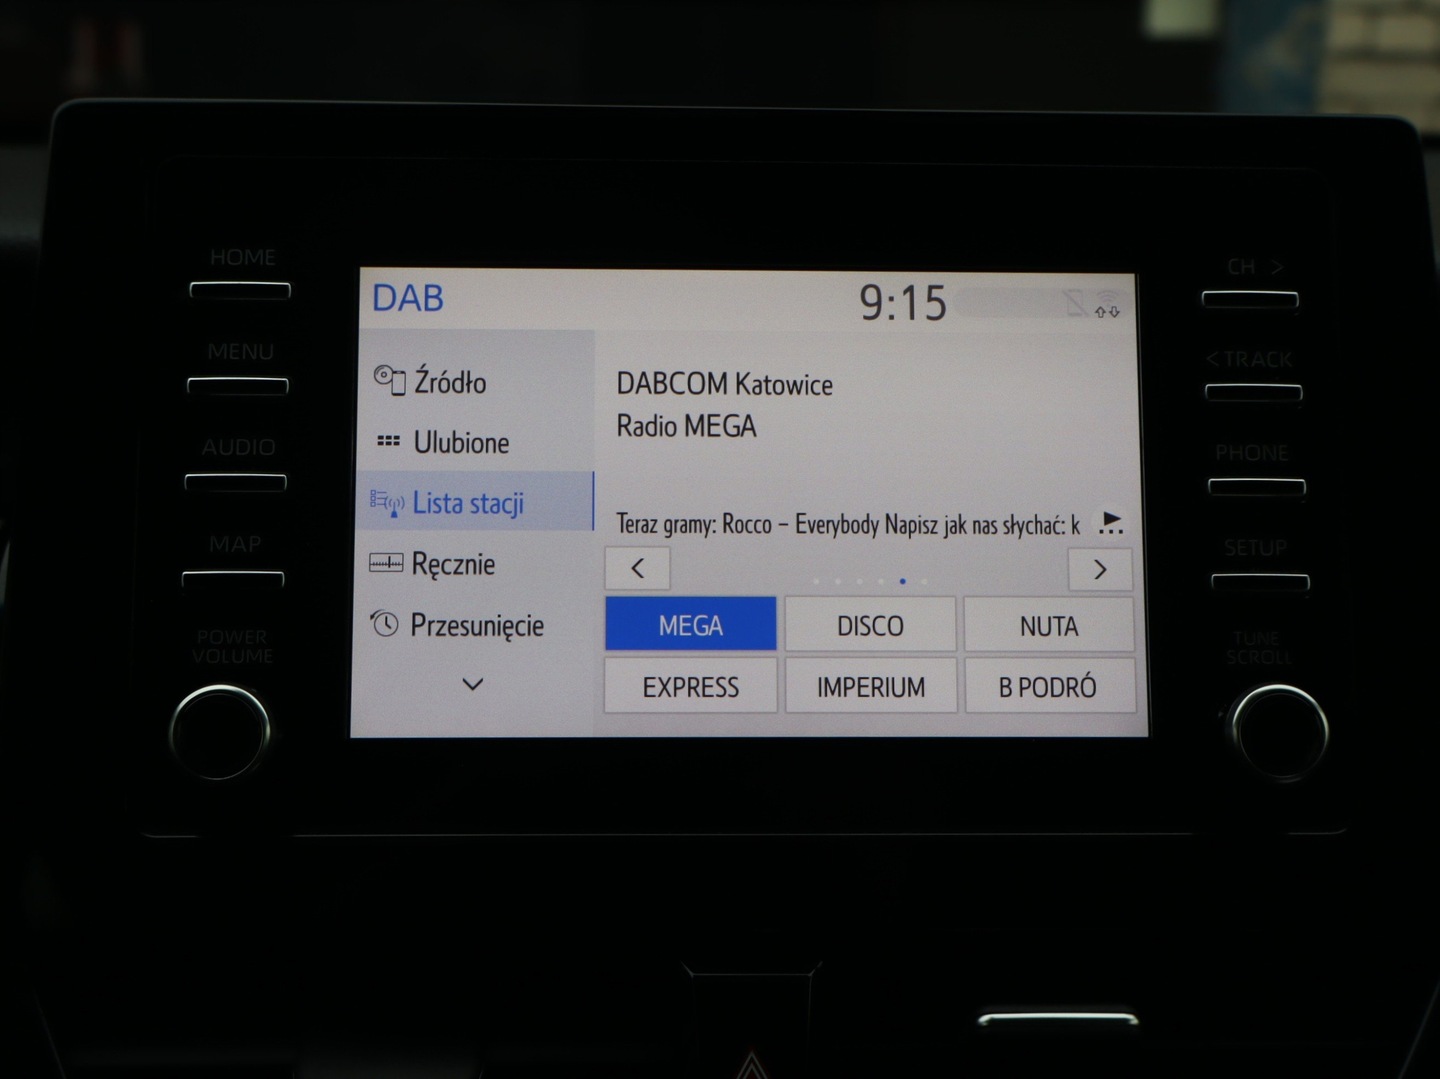 HOME
MENU
AUDIO
MAP
POWER
VOLUME
DAB
9:15
Źródło
Ulubione
Lista stacji
Ręcznie
Przesunięcie
DABCOM Katowice
Radio MEGA
Teraz gramy: Rocco – Everybody Napisz jak nas słychać: k
MEGA DISCO NUTA
EXPRESS IMPERIUM B PODRÓ
CH >
< TRACK
PHONE
SETUP
TUNE
SCROLL